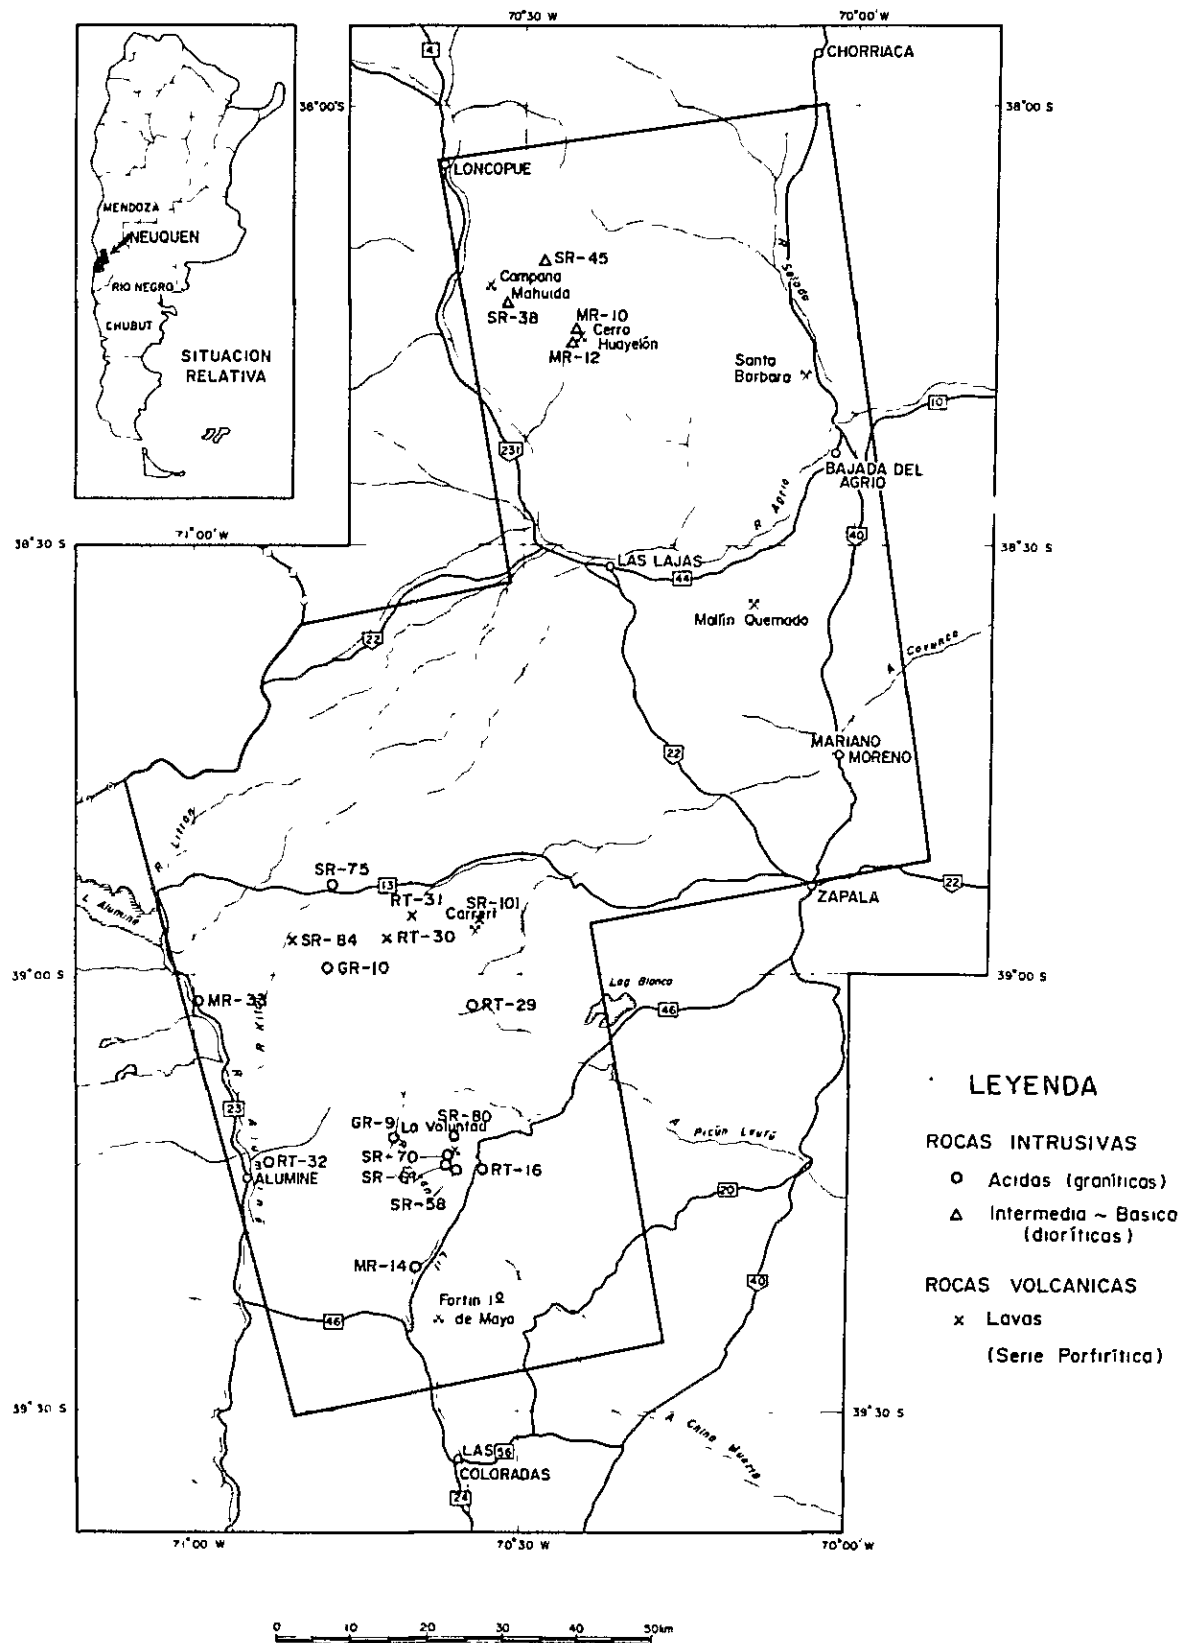 70°30' W
70°00' W
4
CHORRIACA
38°00' S
38°00' S
LONCOPUE
MENDOZA
NEUQUEN
RIO NEGRO
CHUBUT
SITUACION
RELATIVA
SR-45
Campana
Mahuida
SR-38
MR-10
Cerro
Huayelón
MR-12
R Salado
Santa
Barbara
10
231
BAJADA DEL
AGRIO
R Agrio
71°00' W
38°30 S
40
38°30 S
LAS LAJAS
44
Mallín Quemado
22
A Covunco
22
MARIANO
MORENO
R. Litran
SR-75
13
22
L Alumine
RT-31
SR-101
Carreri
ZAPALA
SR-84
RT-30
39°00 S
GR-10
39°00 S
MR-33
RT-29
Lag Blanca
46
R Kilca
23
R Alumine
GR-9
SR-80
La Voluntad
A Picún Leufú
SR-70
RT-32
ALUMINE
RT-16
SR-58
20
MR-14
40
Fortin 1º
de Mayo
46
39°30 S
39°30 S
A China Muerta
LAS
COLORADAS
56
24
71°00 W
70°30 W
70°00 W
LEYENDA
ROCAS INTRUSIVAS
Acidas (graníticas)
Intermedia ~ Basica
(dioríticas)
ROCAS VOLCANICAS
Lavas
(Serie Porfirítica)
0 10 20 30 40 50km